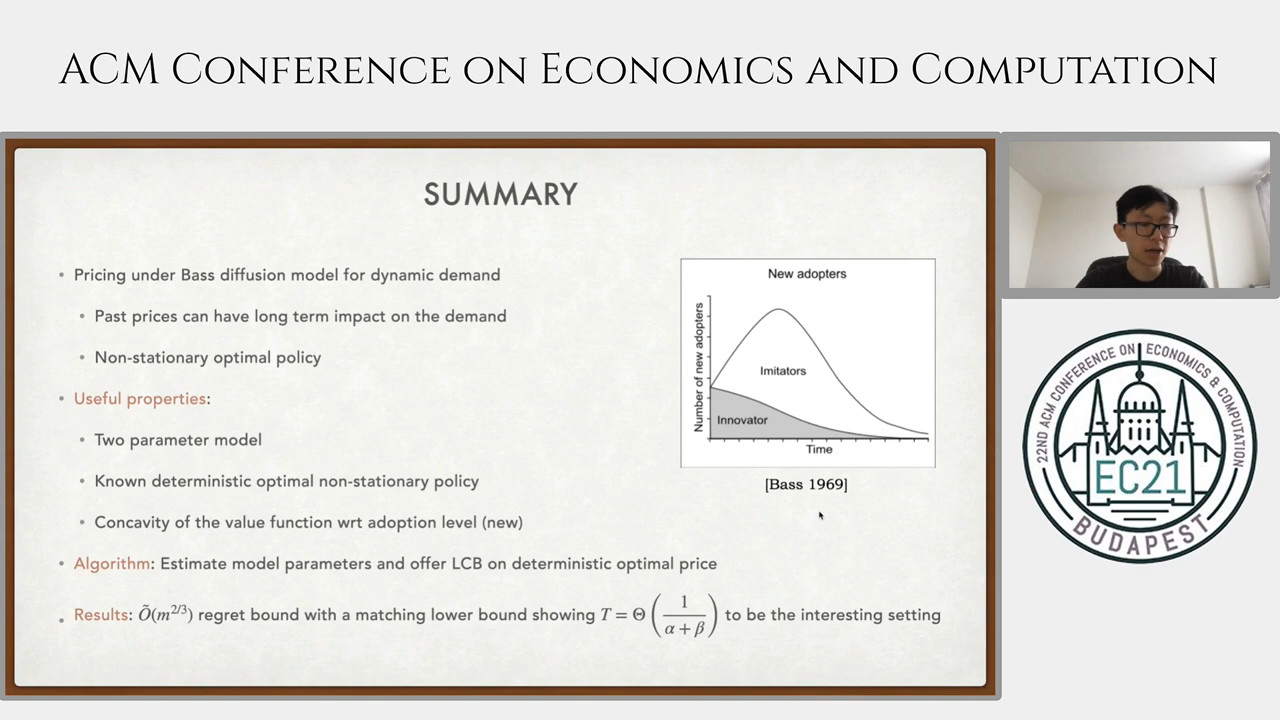 ACM Conference on Economics and Computation
SUMMARY
• Pricing under Bass diffusion model for dynamic demand
• Past prices can have long term impact on the demand
• Non-stationary optimal policy
• Useful properties:
• Two parameter model
• Known deterministic optimal non-stationary policy
• Concavity of the value function wrt adoption level (new)
• Algorithm: Estimate model parameters and offer LCB on deterministic optimal price
• Results: Õ(m^{2/3}) regret bound with a matching lower bound showing T = Θ(1/(α + β)) to be the interesting setting
New adopters
Number of new adopters
Imitators
Innovator
Time
[Bass 1969]
22ND ACM CONFERENCE ON ECONOMICS & COMPUTATION
EC21
BUDAPEST